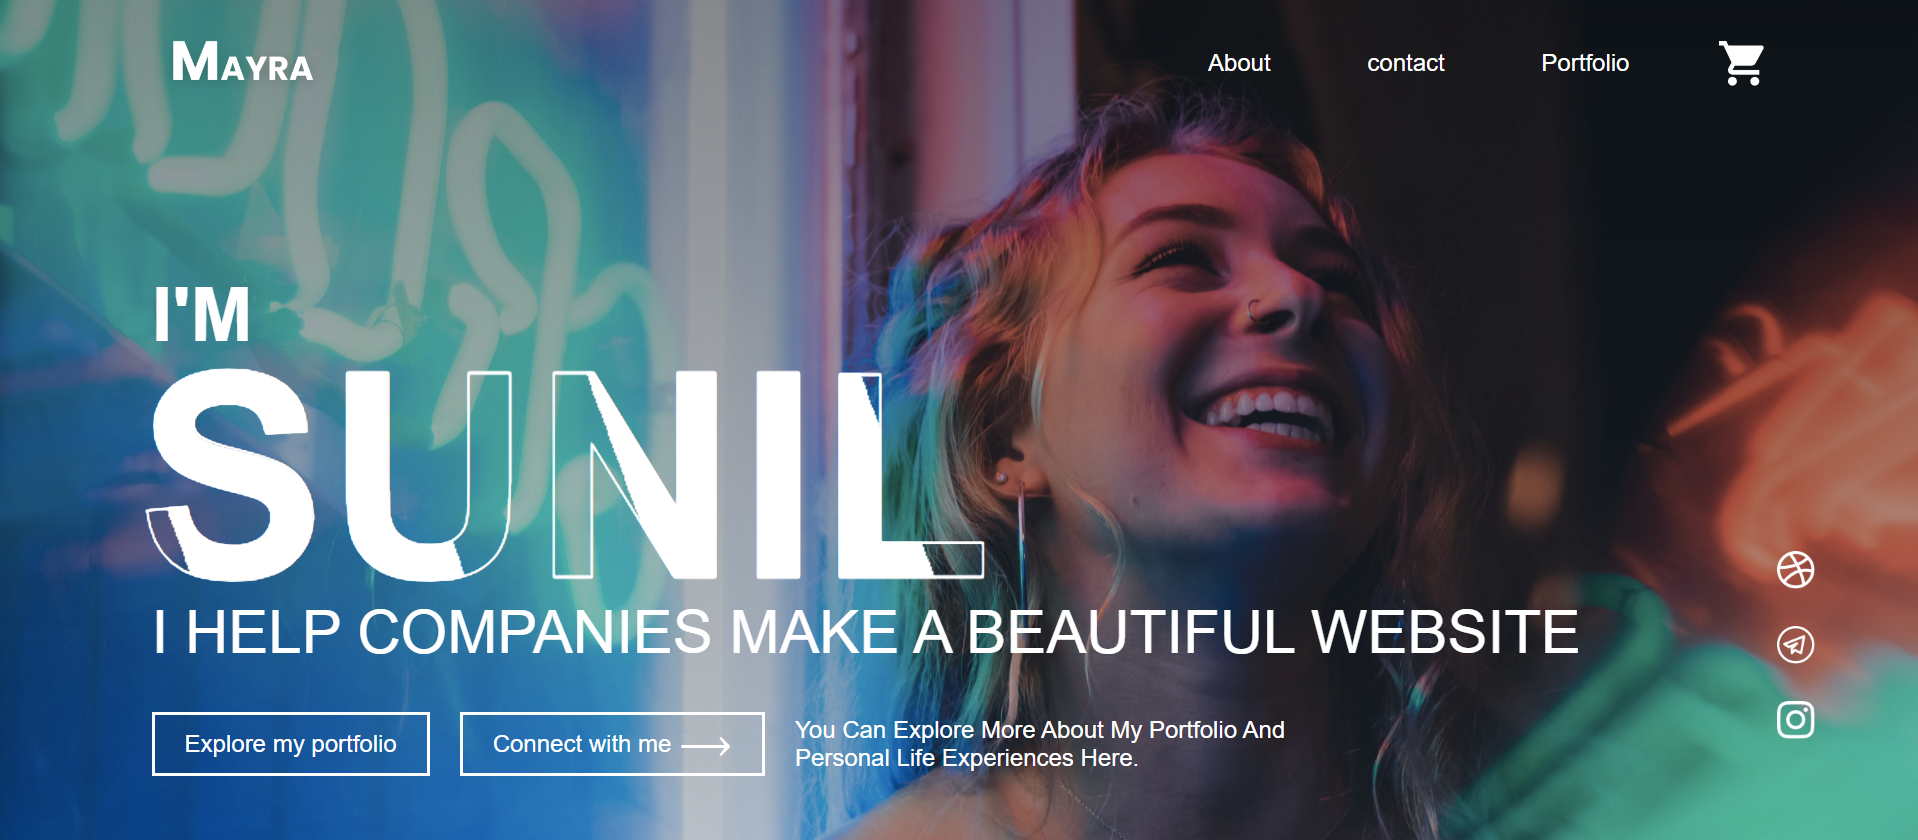 MAYRA
About
contact
Portfolio
I'M
SUNIL
I HELP COMPANIES MAKE A BEAUTIFUL WEBSITE
Explore my portfolio
Connect with me
You Can Explore More About My Portfolio And
Personal Life Experiences Here.